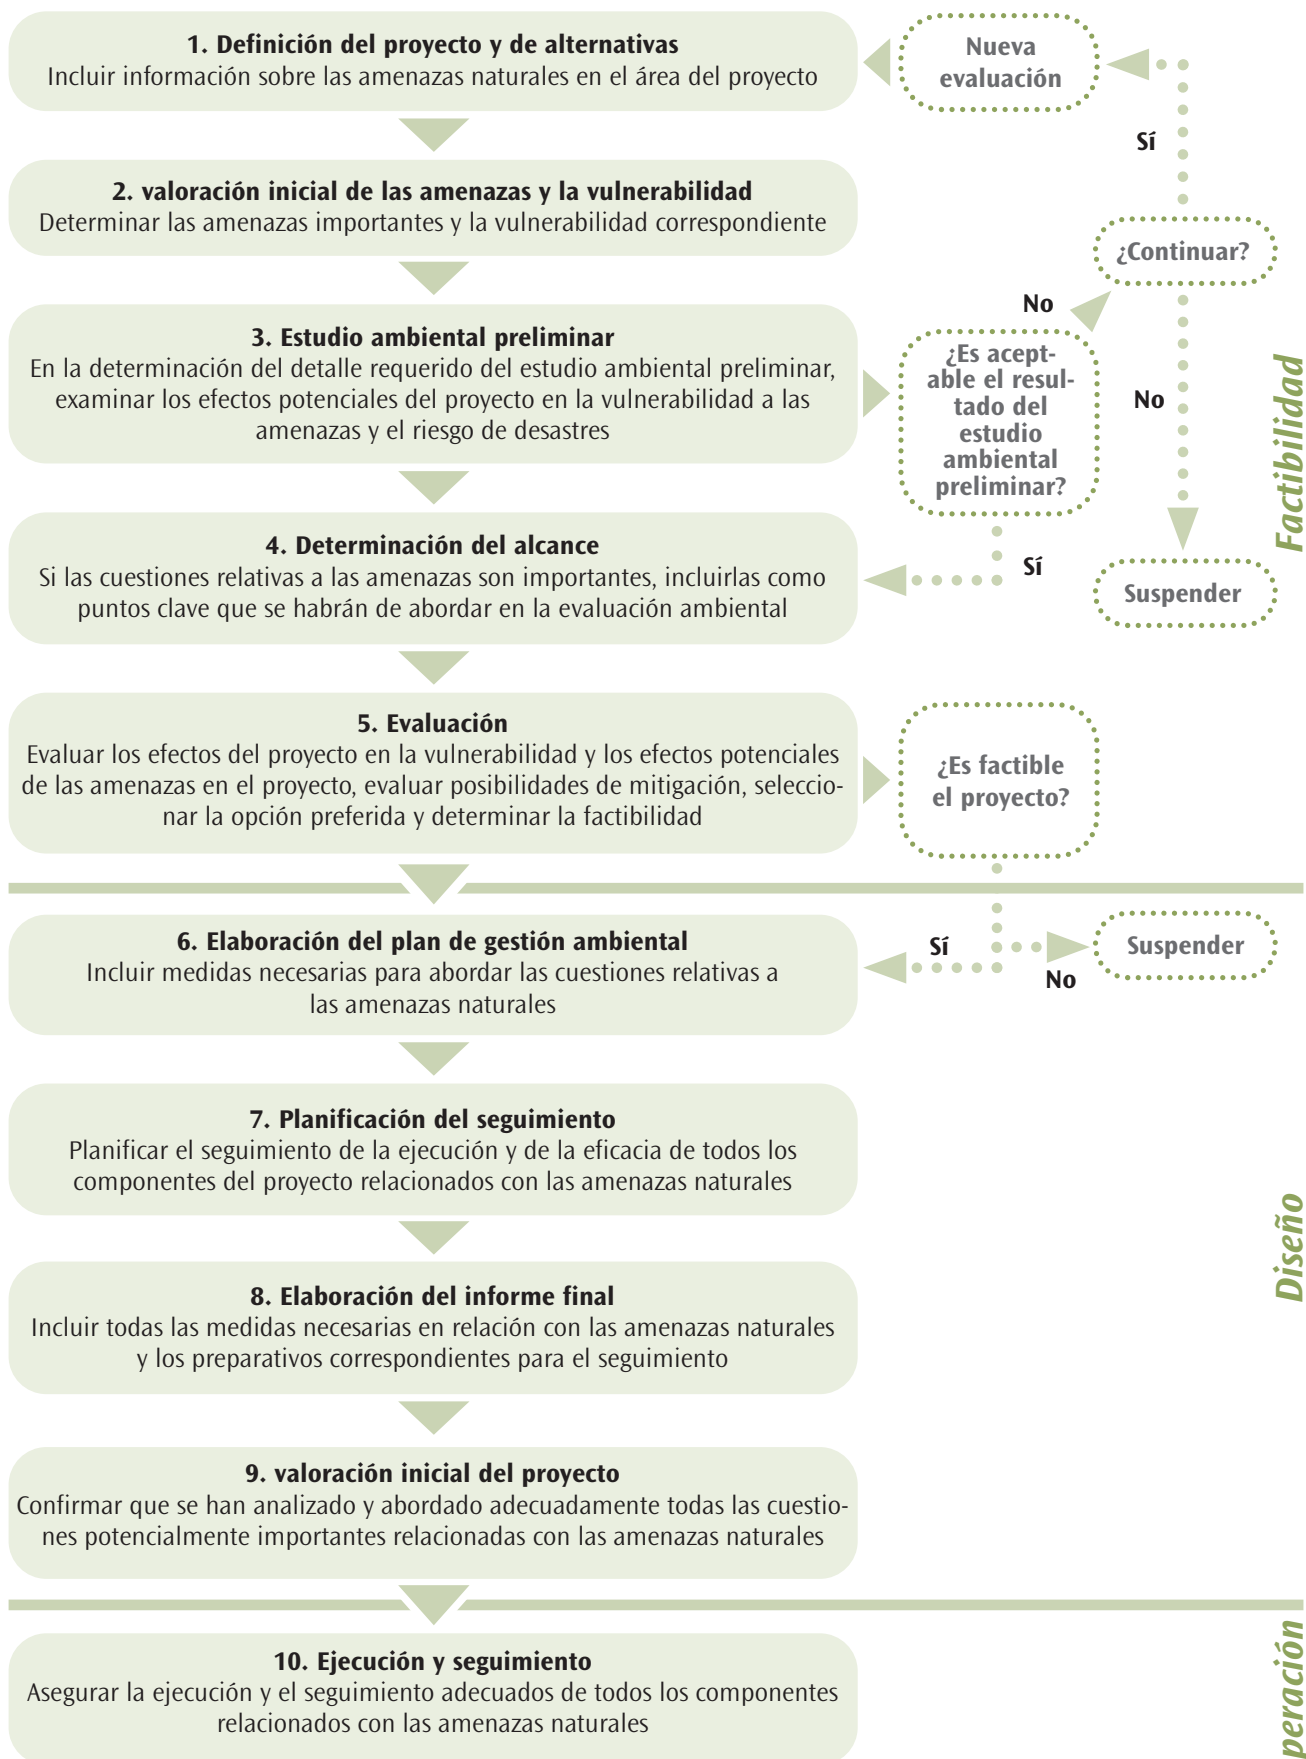 1. Definición del proyecto y de alternativas
Incluir información sobre las amenazas naturales en el área del proyecto
Nueva
evaluación
Sí
2. valoración inicial de las amenazas y la vulnerabilidad
Determinar las amenazas importantes y la vulnerabilidad correspondiente
¿Continuar?
No
3. Estudio ambiental preliminar
En la determinación del detalle requerido del estudio ambiental preliminar,
examinar los efectos potenciales del proyecto en la vulnerabilidad a las
amenazas y el riesgo de desastres
¿Es acept-
able el resul-
tado del
estudio
ambiental
preliminar?
No
Factibilidad
4. Determinación del alcance
Si las cuestiones relativas a las amenazas son importantes, incluirlas como
puntos clave que se habrán de abordar en la evaluación ambiental
Sí
Suspender
5. Evaluación
Evaluar los efectos del proyecto en la vulnerabilidad y los efectos potenciales
de las amenazas en el proyecto, evaluar posibilidades de mitigación, seleccio-
nar la opción preferida y determinar la factibilidad
¿Es factible
el proyecto?
6. Elaboración del plan de gestión ambiental
Incluir medidas necesarias para abordar las cuestiones relativas a
las amenazas naturales
Sí
No
Suspender
7. Planificación del seguimiento
Planificar el seguimiento de la ejecución y de la eficacia de todos los
componentes del proyecto relacionados con las amenazas naturales
Diseño
8. Elaboración del informe final
Incluir todas las medidas necesarias en relación con las amenazas naturales
y los preparativos correspondientes para el seguimiento
9. valoración inicial del proyecto
Confirmar que se han analizado y abordado adecuadamente todas las cuestio-
nes potencialmente importantes relacionadas con las amenazas naturales
10. Ejecución y seguimiento
Asegurar la ejecución y el seguimiento adecuados de todos los componentes
relacionados con las amenazas naturales
peración